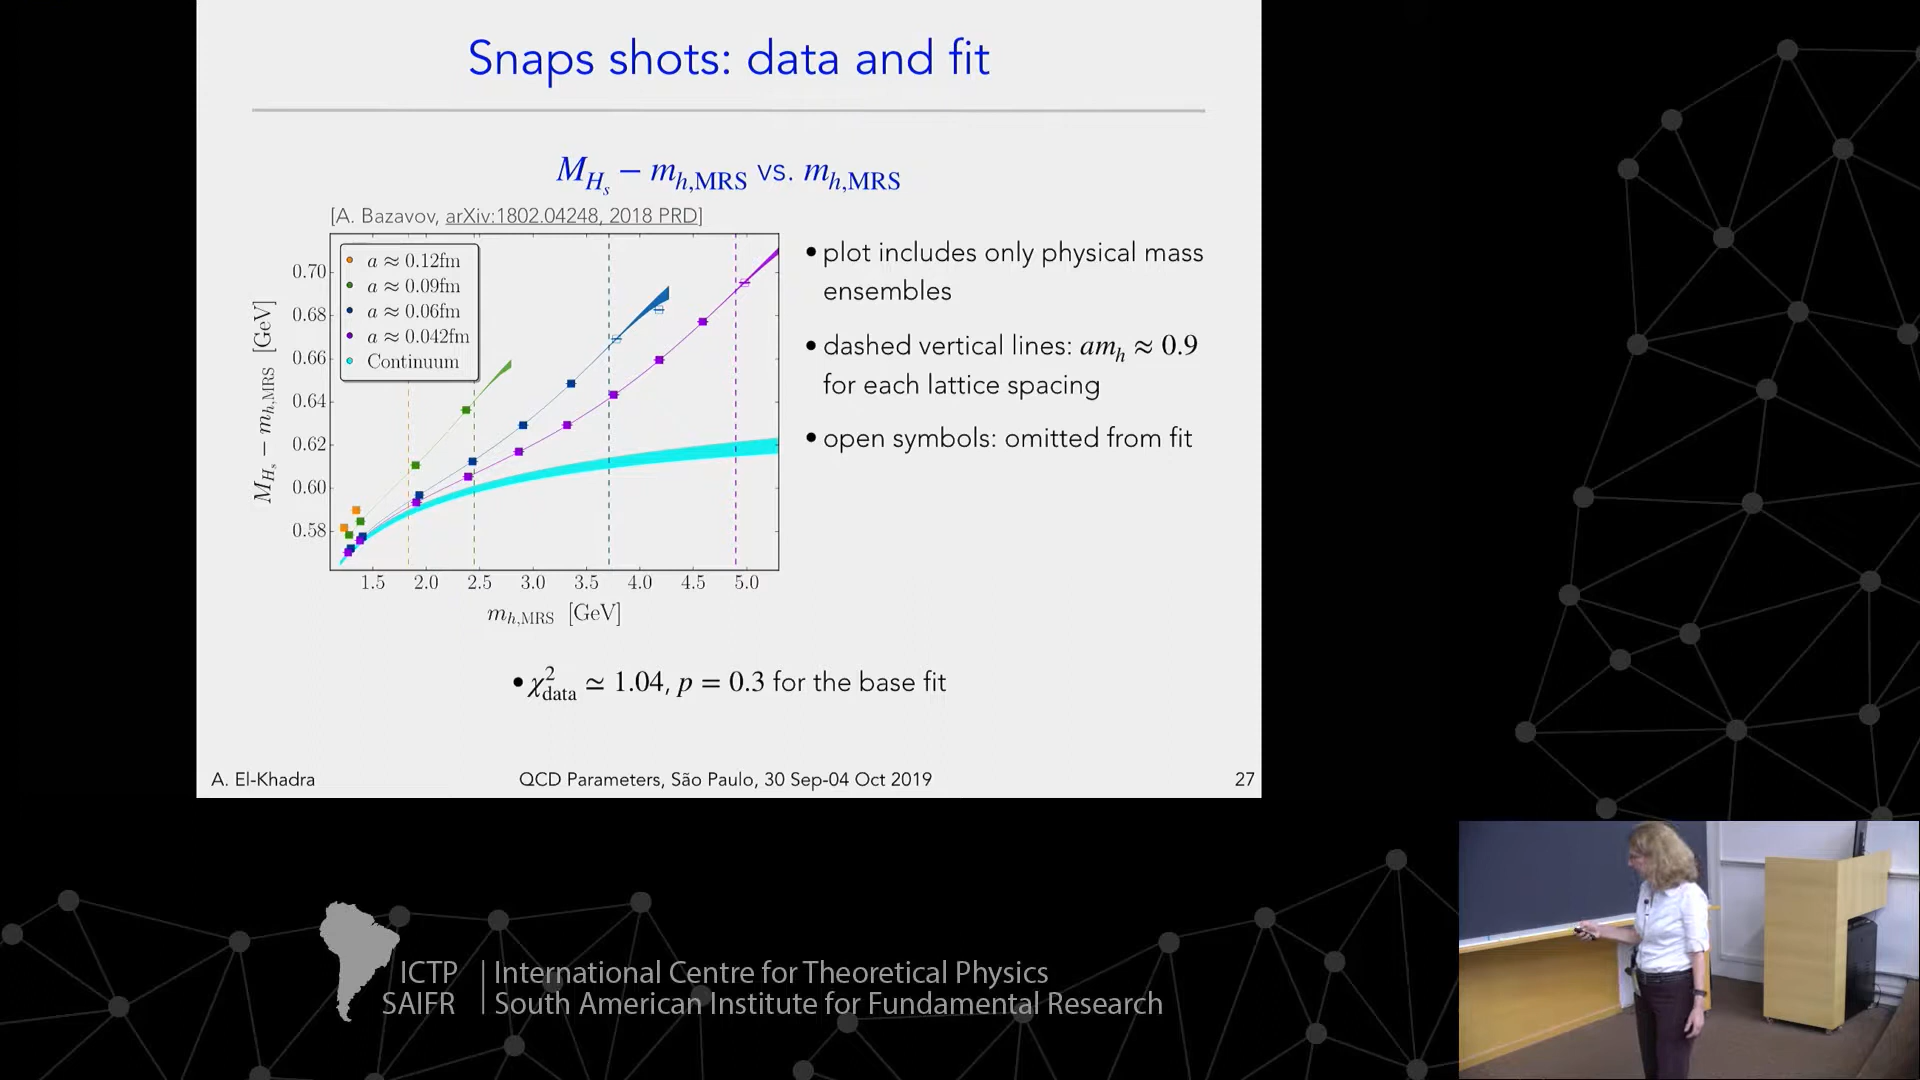 Snaps shots: data and fit
M_{H_s} − m_{h,MRS} vs. m_{h,MRS}
[A. Bazavov, arXiv:1802.04248, 2018 PRD]
a ≈ 0.12fm
a ≈ 0.09fm
a ≈ 0.06fm
a ≈ 0.042fm
Continuum
M_{H_s} − m_{h,MRS} [GeV]
0.70
0.68
0.66
0.64
0.62
0.60
0.58
1.5 2.0 2.5 3.0 3.5 4.0 4.5 5.0
m_{h,MRS} [GeV]
• plot includes only physical mass
ensembles
• dashed vertical lines: am_h ≈ 0.9
for each lattice spacing
• open symbols: omitted from fit
• χ²_{data} ≃ 1.04, p = 0.3 for the base fit
A. El-Khadra QCD Parameters, São Paulo, 30 Sep-04 Oct 2019 27
ICTP International Centre for Theoretical Physics
SAIFR South American Institute for Fundamental Research